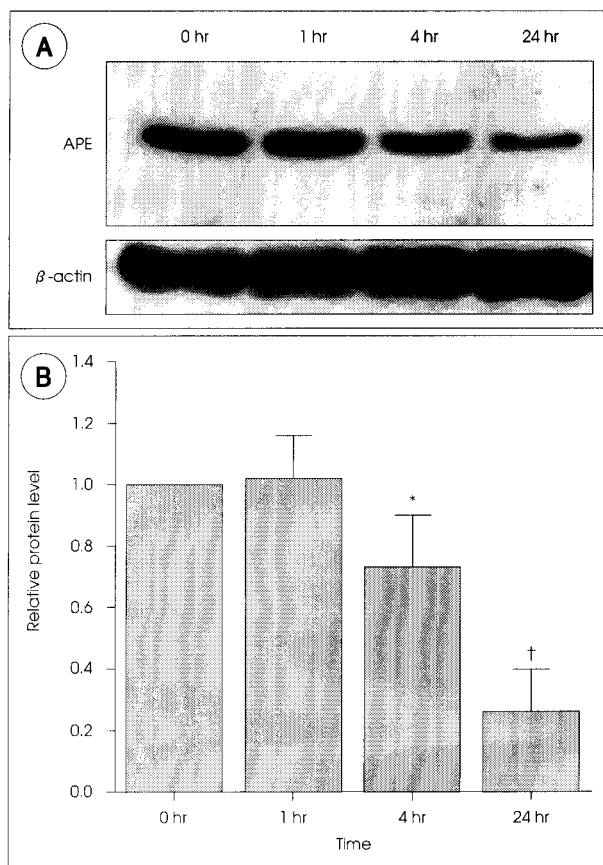 A
0 hr 1 hr 4 hr 24 hr
APE
β-actin
B
1.4
1.2
1.0
0.8
0.6
0.4
0.2
0.0
Relative protein level
*
†
0 hr 1 hr 4 hr 24 hr
Time